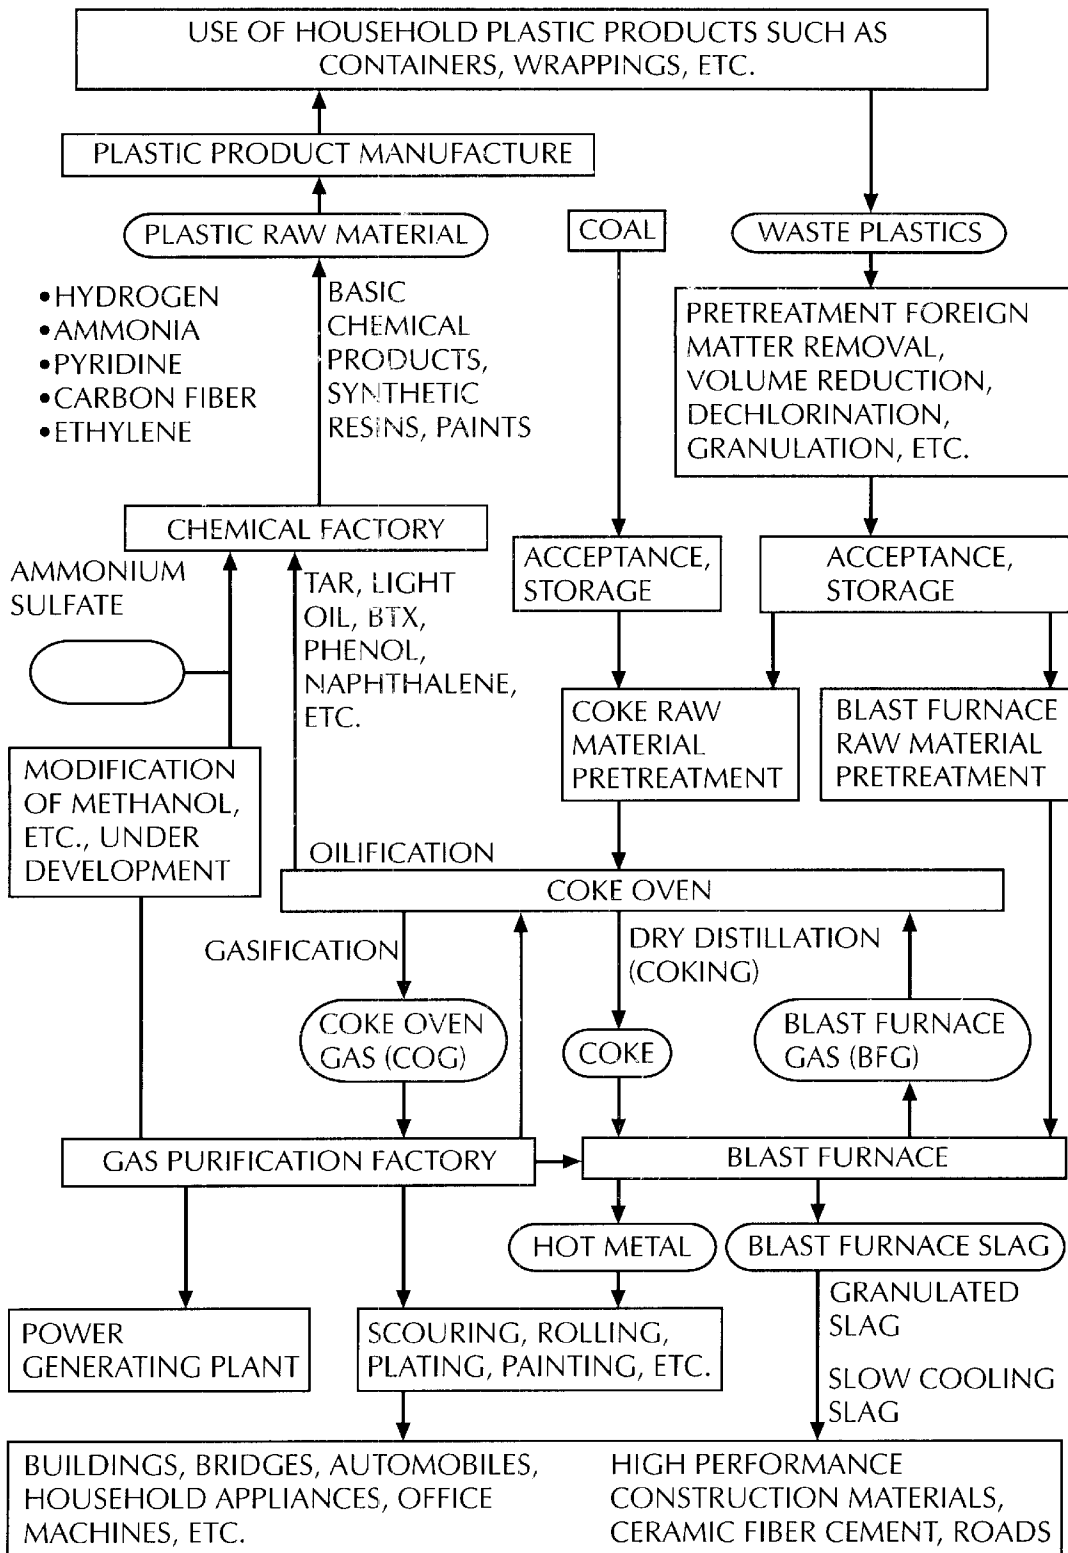 USE OF HOUSEHOLD PLASTIC PRODUCTS SUCH AS
CONTAINERS, WRAPPINGS, ETC.
PLASTIC PRODUCT MANUFACTURE
PLASTIC RAW MATERIAL
COAL
WASTE PLASTICS
•HYDROGEN
•AMMONIA
•PYRIDINE
•CARBON FIBER
•ETHYLENE
BASIC
CHEMICAL
PRODUCTS,
SYNTHETIC
RESINS, PAINTS
PRETREATMENT FOREIGN
MATTER REMOVAL,
VOLUME REDUCTION,
DECHLORINATION,
GRANULATION, ETC.
CHEMICAL FACTORY
ACCEPTANCE,
STORAGE
ACCEPTANCE,
STORAGE
AMMONIUM
SULFATE
TAR, LIGHT
OIL, BTX,
PHENOL,
NAPHTHALENE,
ETC.
COKE RAW
MATERIAL
PRETREATMENT
BLAST FURNACE
RAW MATERIAL
PRETREATMENT
MODIFICATION
OF METHANOL,
ETC., UNDER
DEVELOPMENT
OILIFICATION
COKE OVEN
GASIFICATION
DRY DISTILLATION
(COKING)
COKE OVEN
GAS (COG)
COKE
BLAST FURNACE
GAS (BFG)
GAS PURIFICATION FACTORY
BLAST FURNACE
HOT METAL
BLAST FURNACE SLAG
GRANULATED
SLAG
SLOW COOLING
SLAG
POWER
GENERATING PLANT
SCOURING, ROLLING,
PLATING, PAINTING, ETC.
BUILDINGS, BRIDGES, AUTOMOBILES,
HOUSEHOLD APPLIANCES, OFFICE
MACHINES, ETC.
HIGH PERFORMANCE
CONSTRUCTION MATERIALS,
CERAMIC FIBER CEMENT, ROADS